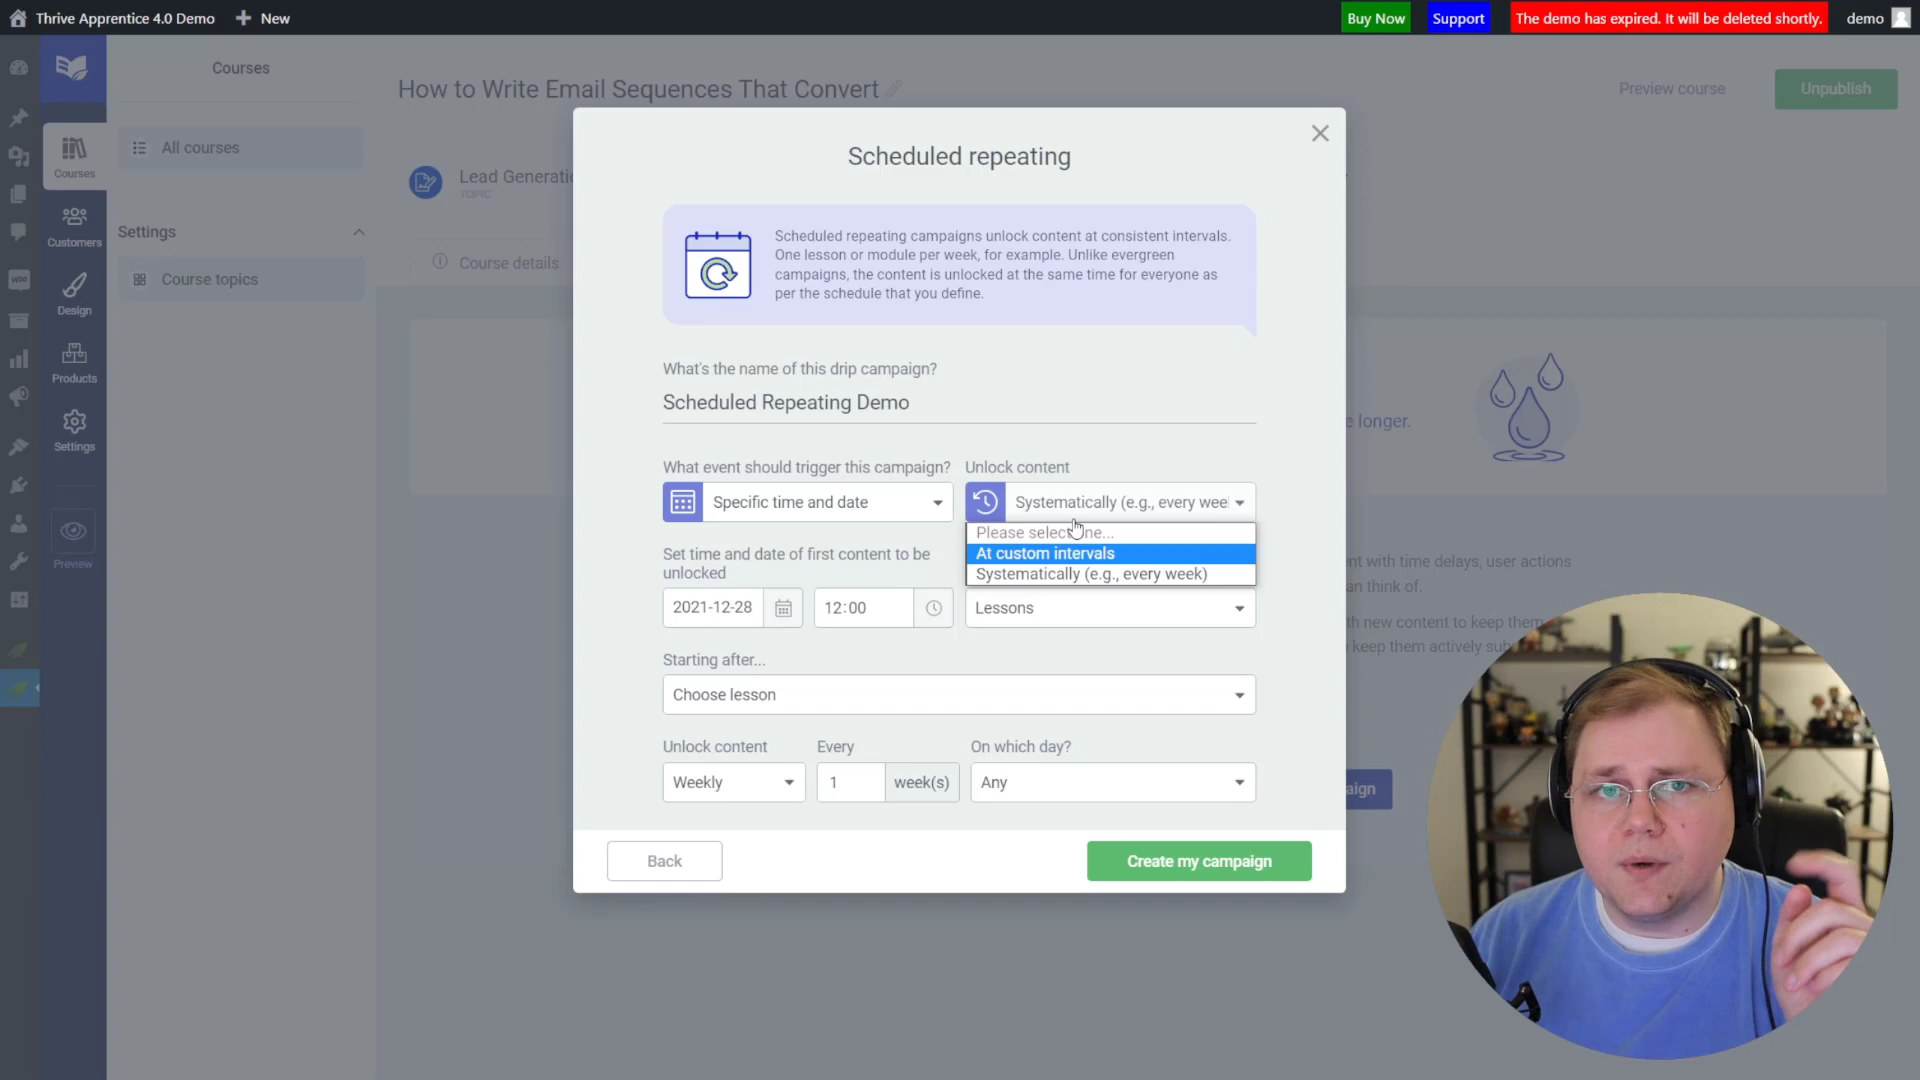 Thrive Apprentice 4.0 Demo
New
Buy Now
Support
The demo has expired. It will be deleted shortly.
demo
Courses
How to Write Email Sequences That Convert
Preview course
Unpublish
Courses
All courses
Lead Generatio
TOPIC
Settings
Course topics
Course details
Customers
Design
Products
Settings
Preview
Scheduled repeating
Scheduled repeating campaigns unlock content at consistent intervals.
One lesson or module per week, for example. Unlike evergreen
campaigns, the content is unlocked at the same time for everyone as
per the schedule that you define.
What's the name of this drip campaign?
Scheduled Repeating Demo
e longer.
What event should trigger this campaign?
Unlock content
Specific time and date
Systematically (e.g., every wee
Please select
ne...
At custom intervals
Systematically (e.g., every week)
Set time and date of first content to be
unlocked
2021-12-28
12:00
Lessons
nt with time delays, user actions
an think of.
th new content to keep them
keep them actively sub
Starting after...
Choose lesson
Unlock content
Every
On which day?
Weekly
1
week(s)
Any
aign
Back
Create my campaign